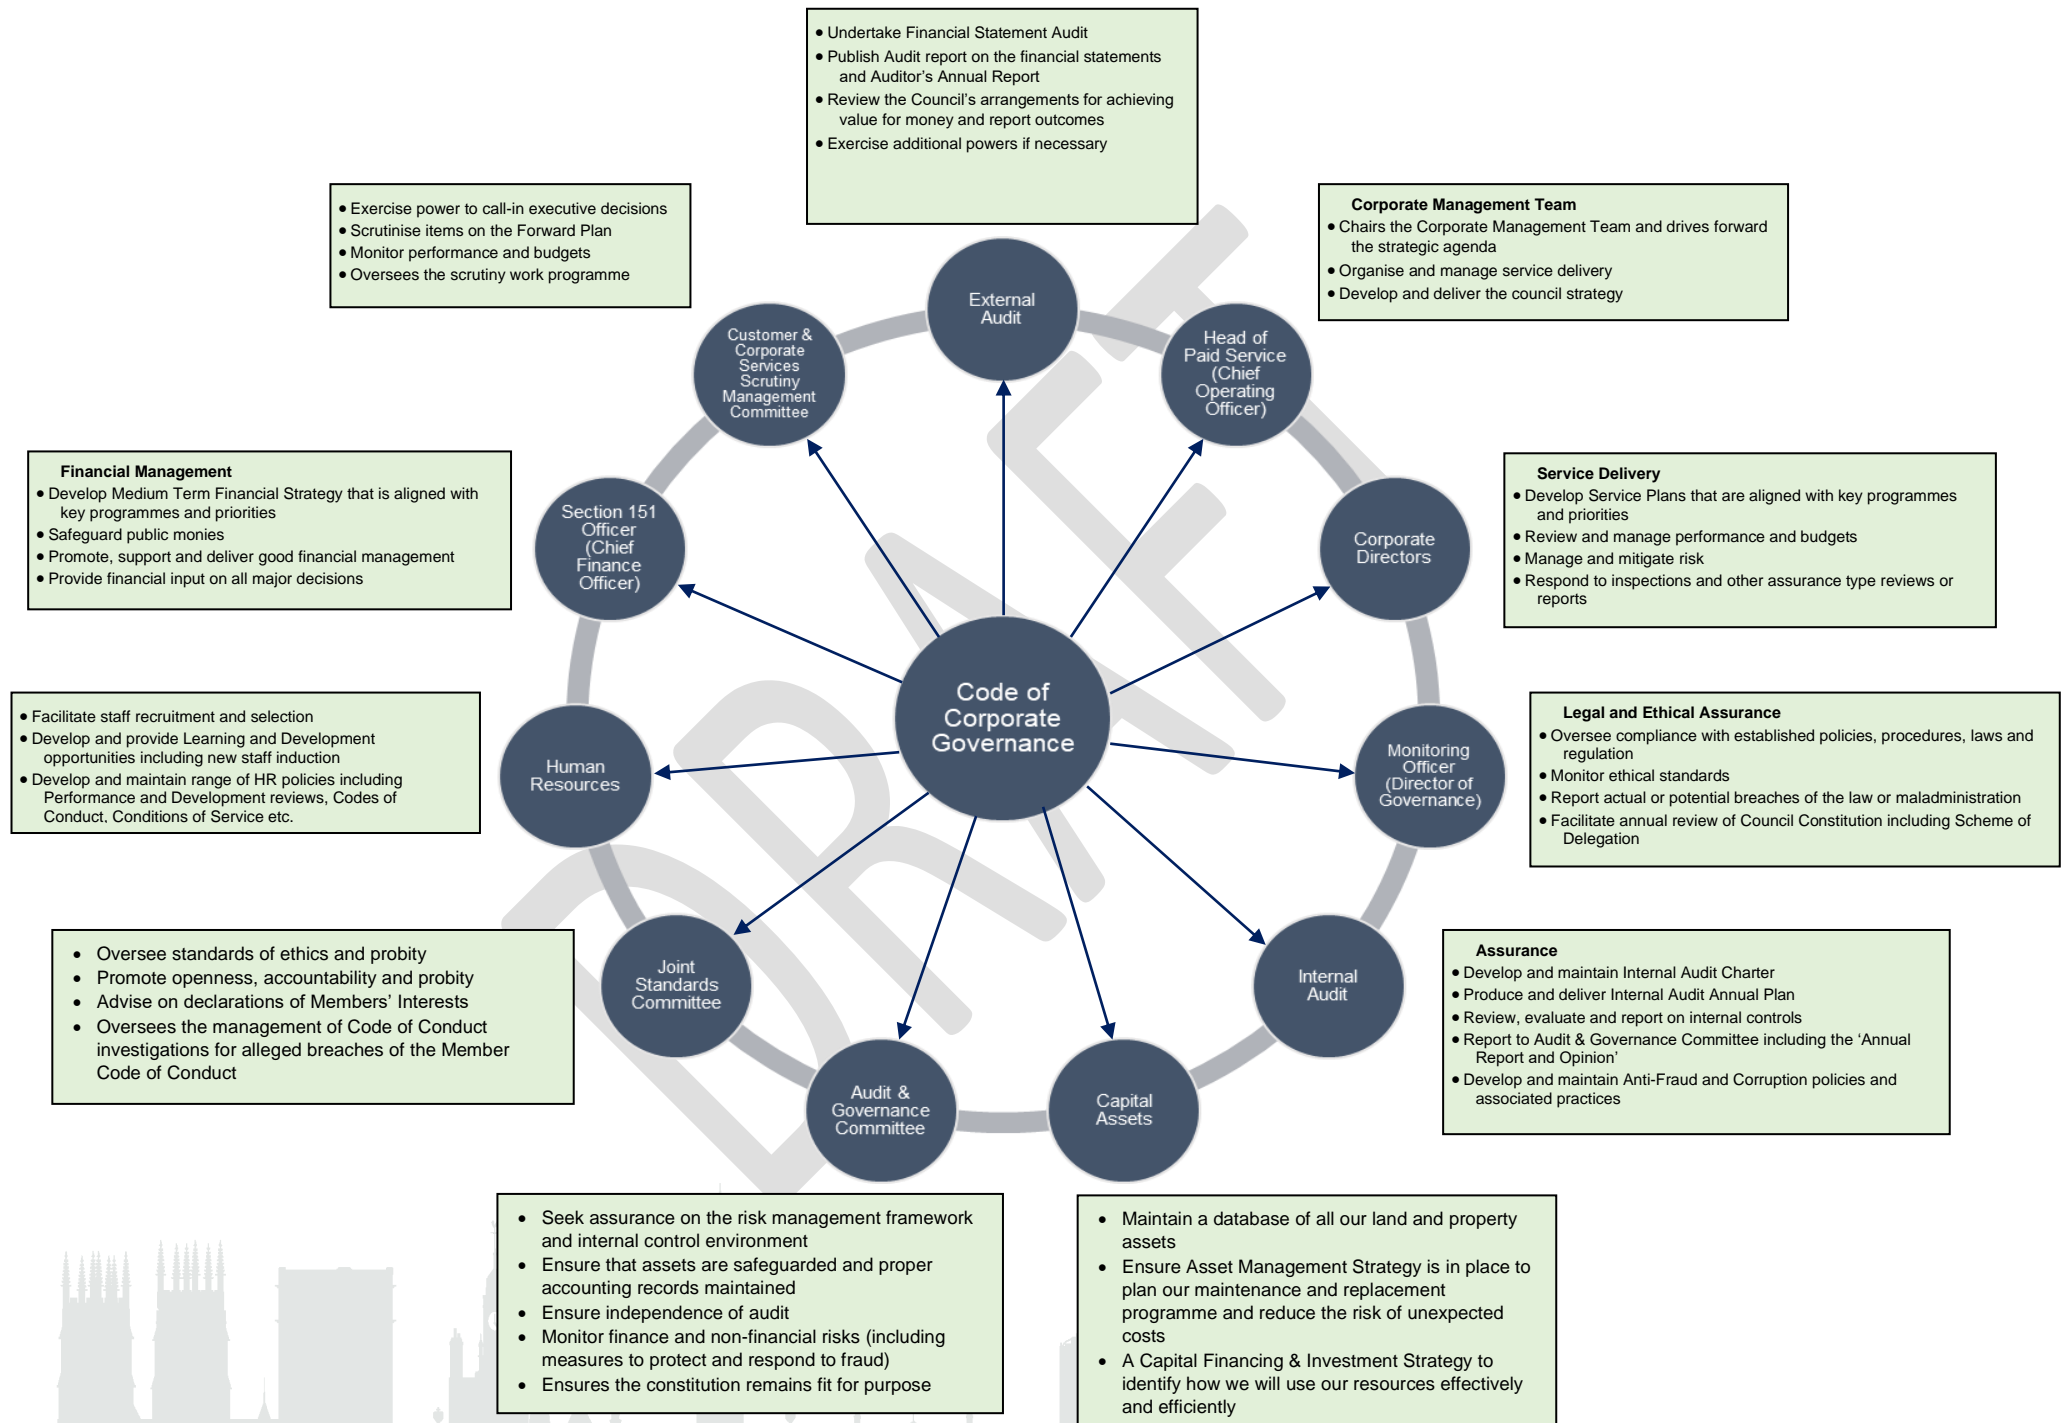 • Undertake Financial Statement Audit
• Publish Audit report on the financial statements
and Auditor’s Annual Report
• Review the Council’s arrangements for achieving
value for money and report outcomes
• Exercise additional powers if necessary
• Exercise power to call-in executive decisions
• Scrutinise items on the Forward Plan
• Monitor performance and budgets
• Oversees the scrutiny work programme
Corporate Management Team
• Chairs the Corporate Management Team and drives forward
the strategic agenda
• Organise and manage service delivery
• Develop and deliver the council strategy
External
Audit
Customer &
Corporate
Services
Scrutiny
Management
Committee
Head of
Paid Service
(Chief
Operating
Officer)
Financial Management
• Develop Medium Term Financial Strategy that is aligned with
key programmes and priorities
• Safeguard public monies
• Promote, support and deliver good financial management
• Provide financial input on all major decisions
Section 151
Officer
(Chief
Finance
Officer)
Corporate
Directors
Service Delivery
• Develop Service Plans that are aligned with key programmes
and priorities
• Review and manage performance and budgets
• Manage and mitigate risk
• Respond to inspections and other assurance type reviews or
reports
Code of
Corporate
Governance
DRAFT
• Facilitate staff recruitment and selection
• Develop and provide Learning and Development
opportunities including new staff induction
• Develop and maintain range of HR policies including
Performance and Development reviews, Codes of
Conduct, Conditions of Service etc.
Human
Resources
Monitoring
Officer
(Director of
Governance)
Legal and Ethical Assurance
• Oversee compliance with established policies, procedures, laws and
regulation
• Monitor ethical standards
• Report actual or potential breaches of the law or maladministration
• Facilitate annual review of Council Constitution including Scheme of
Delegation
• Oversee standards of ethics and probity
• Promote openness, accountability and probity
• Advise on declarations of Members’ Interests
• Oversees the management of Code of Conduct
investigations for alleged breaches of the Member
Code of Conduct
Joint
Standards
Committee
Internal
Audit
Assurance
• Develop and maintain Internal Audit Charter
• Produce and deliver Internal Audit Annual Plan
• Review, evaluate and report on internal controls
• Report to Audit & Governance Committee including the ‘Annual
Report and Opinion’
• Develop and maintain Anti-Fraud and Corruption policies and
associated practices
Audit &
Governance
Committee
Capital
Assets
• Seek assurance on the risk management framework
and internal control environment
• Ensure that assets are safeguarded and proper
accounting records maintained
• Ensure independence of audit
• Monitor finance and non-financial risks (including
measures to protect and respond to fraud)
• Ensures the constitution remains fit for purpose
• Maintain a database of all our land and property
assets
• Ensure Asset Management Strategy is in place to
plan our maintenance and replacement
programme and reduce the risk of unexpected
costs
• A Capital Financing & Investment Strategy to
identify how we will use our resources effectively
and efficiently